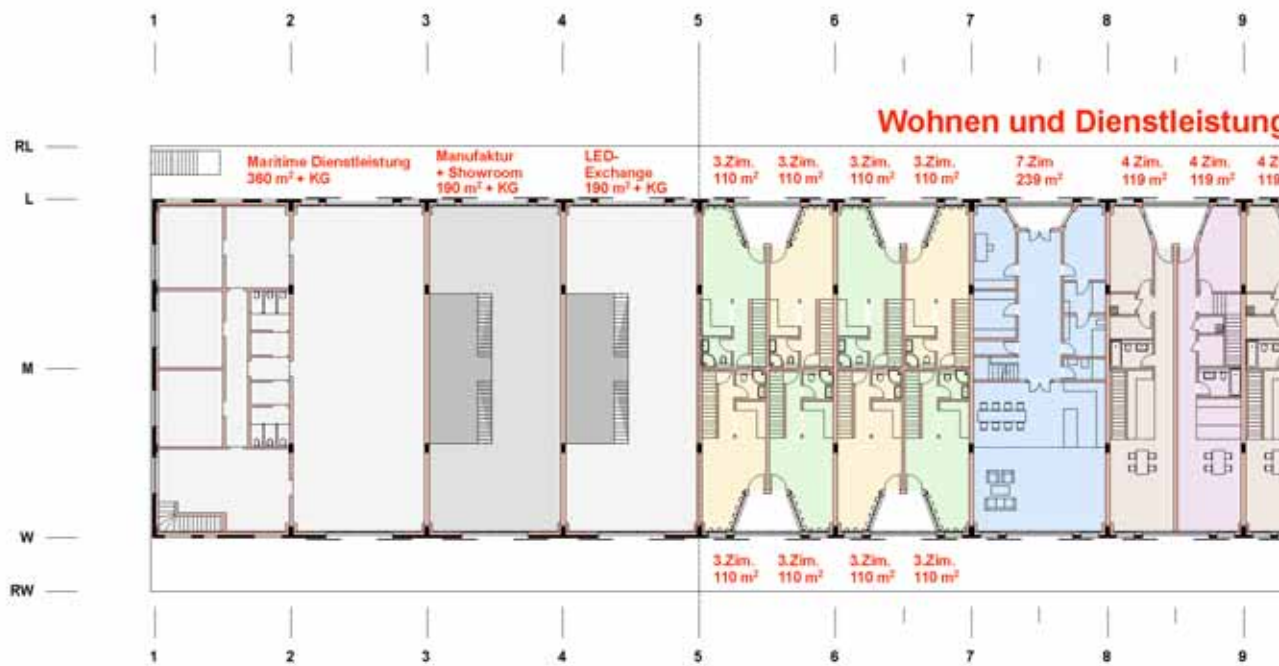 1 2 3 4 5 6 7 8 9
Wohnen und Dienstleistung
RL
Maritime Dienstleistung
360 m² + KG
Manufaktur
+ Showroom
190 m² + KG
LED-
Exchange
190 m² + KG
3.Zim.
110 m²
3.Zim.
110 m²
3.Zim.
110 m²
3.Zim.
110 m²
7.Zim
239 m²
4 Zim.
119 m²
4 Zim.
119 m²
4 Z
119
L
M
W
3.Zim.
110 m²
3.Zim.
110 m²
3.Zim.
110 m²
3.Zim.
110 m²
RW
1 2 3 4 5 6 7 8 9